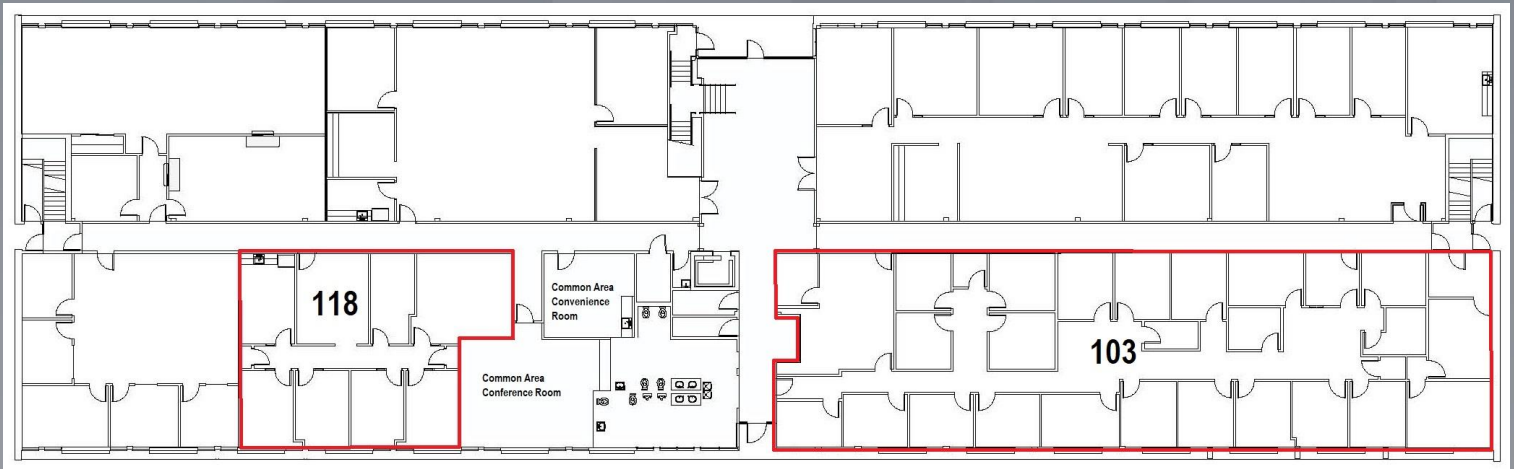 118
Common Area
Convenience
Room
103
Common Area
Conference Room